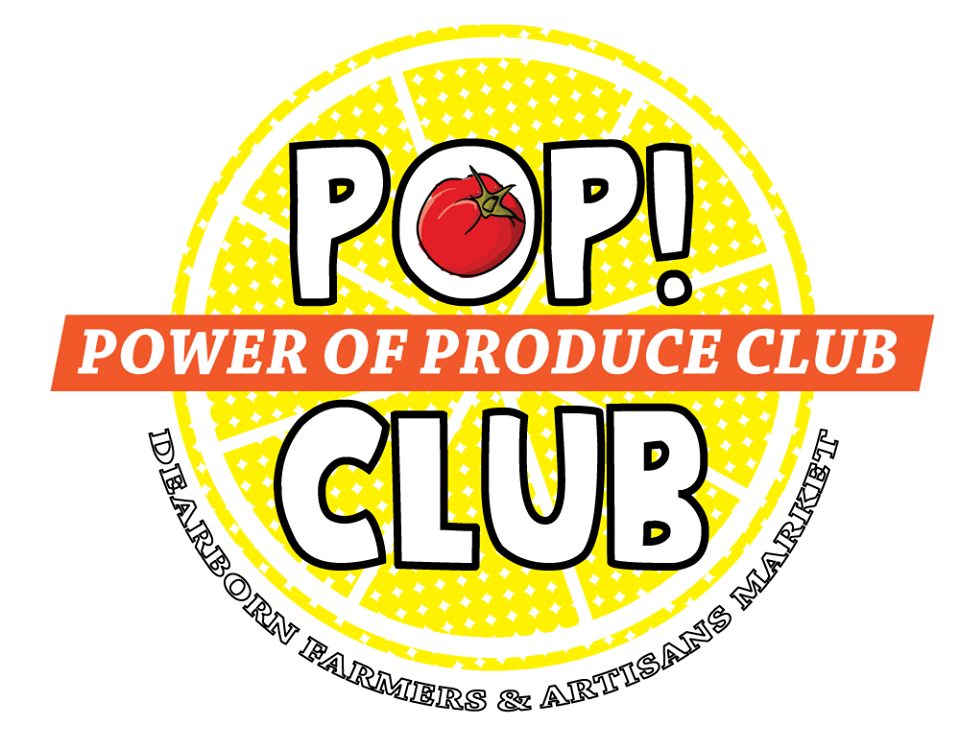 POP!
POWER OF PRODUCE CLUB
CLUB
DEARBORN FARMERS & ARTISANS MARKET